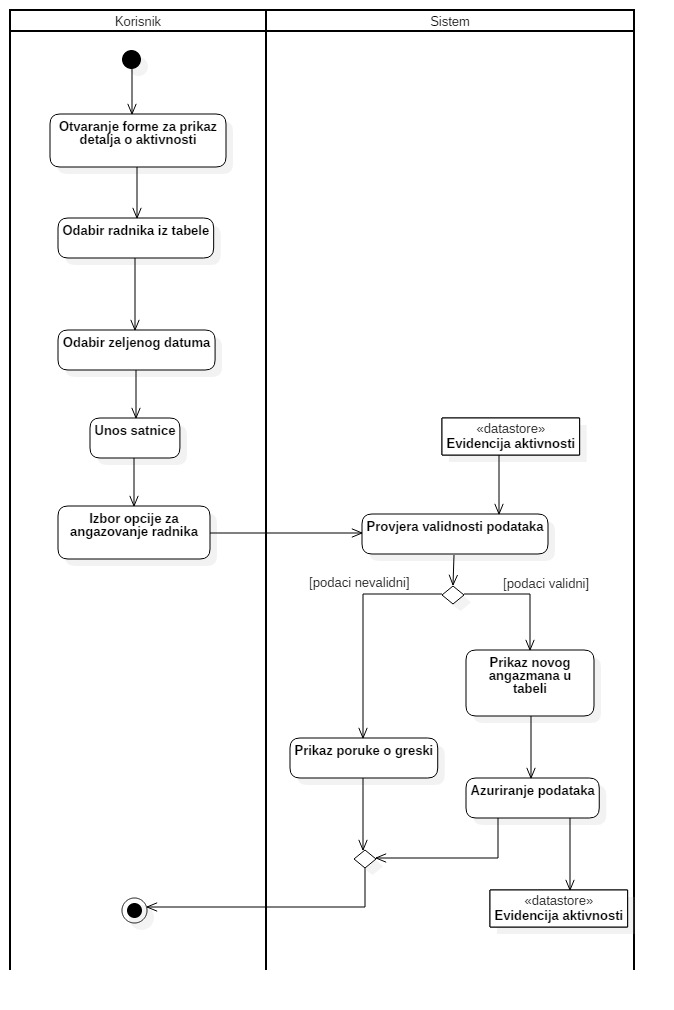 Korisnik
Sistem
Otvaranje forme za prikaz
detalja o aktivnosti
Odabir radnika iz tabele
Odabir zeljenog datuma
Unos satnice
«datastore»
Evidencija aktivnosti
Izbor opcije za
angazovanje radnika
Provjera validnosti podataka
[podaci nevalidni]
[podaci validni]
Prikaz novog
angazmana u
tabeli
Prikaz poruke o greski
Azuriranje podataka
«datastore»
Evidencija aktivnosti